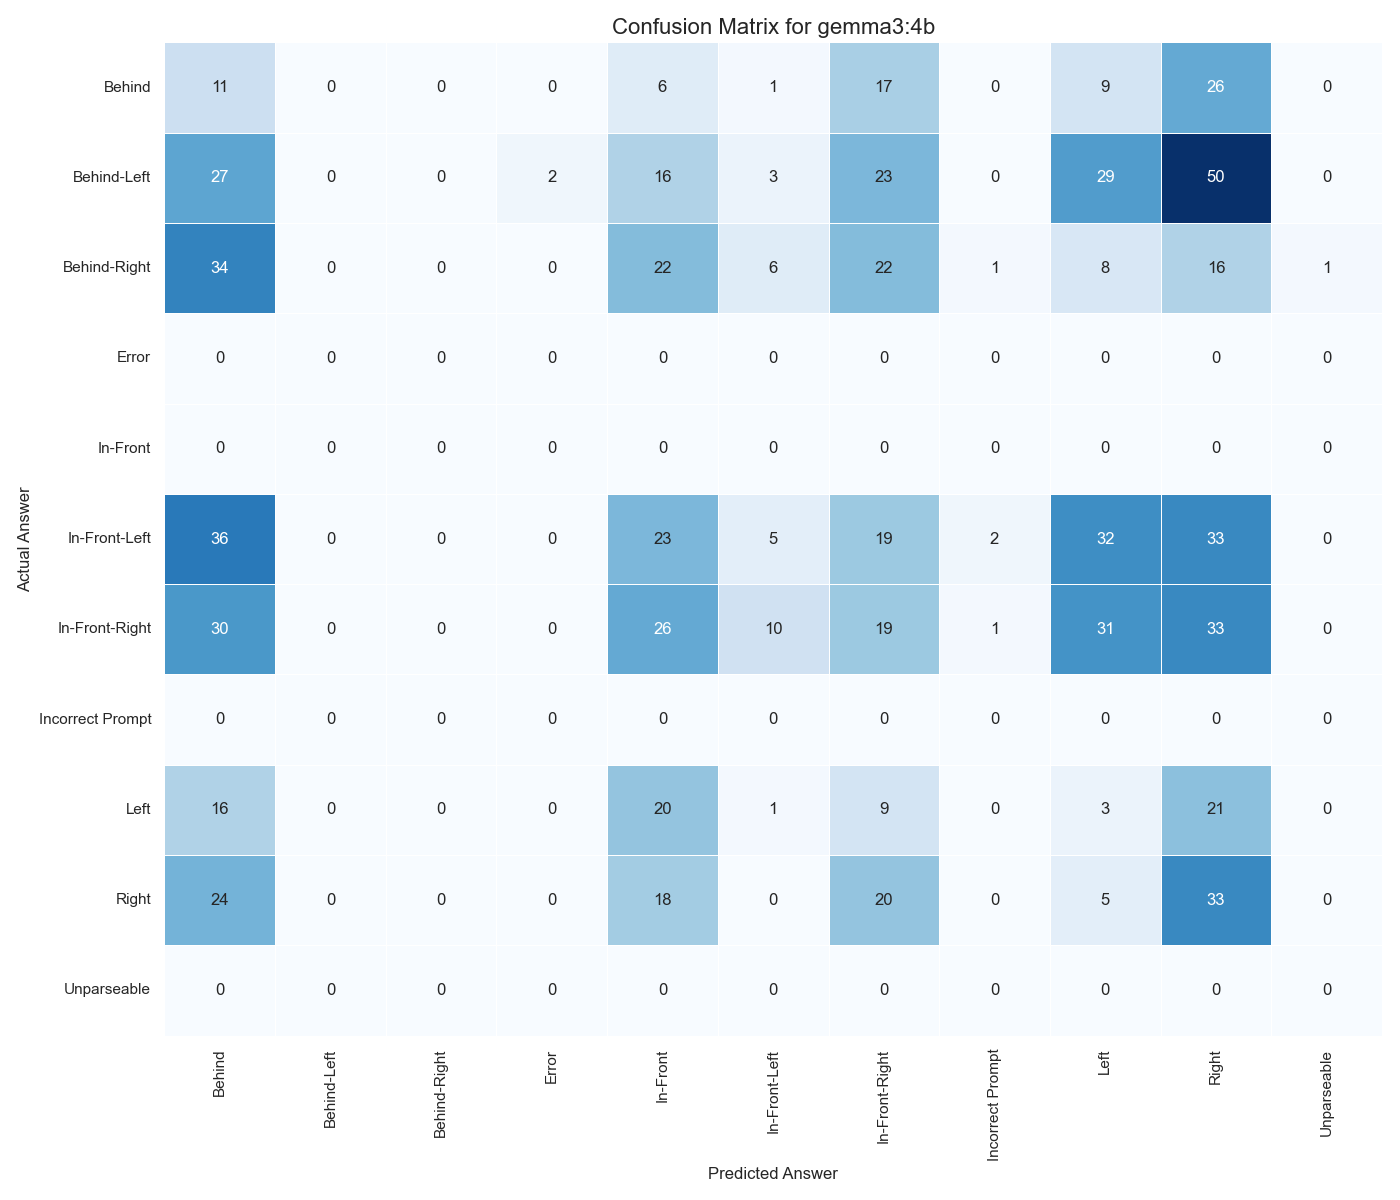 Confusion Matrix for gemma3:4b
Behind 11 0 0 0 6 1 17 0 9 26 0
Behind-Left 27 0 0 2 16 3 23 0 29 50 0
Behind-Right 34 0 0 0 22 6 22 1 8 16 1
Error 0 0 0 0 0 0 0 0 0 0 0
In-Front 0 0 0 0 0 0 0 0 0 0 0
In-Front-Left 36 0 0 0 23 5 19 2 32 33 0
In-Front-Right 30 0 0 0 26 10 19 1 31 33 0
Incorrect Prompt 0 0 0 0 0 0 0 0 0 0 0
Left 16 0 0 0 20 1 9 0 3 21 0
Right 24 0 0 0 18 0 20 0 5 33 0
Unparseable 0 0 0 0 0 0 0 0 0 0 0
Actual Answer
Behind Behind-Left Behind-Right Error In-Front In-Front-Left In-Front-Right Incorrect Prompt Left Right Unparseable
Predicted Answer